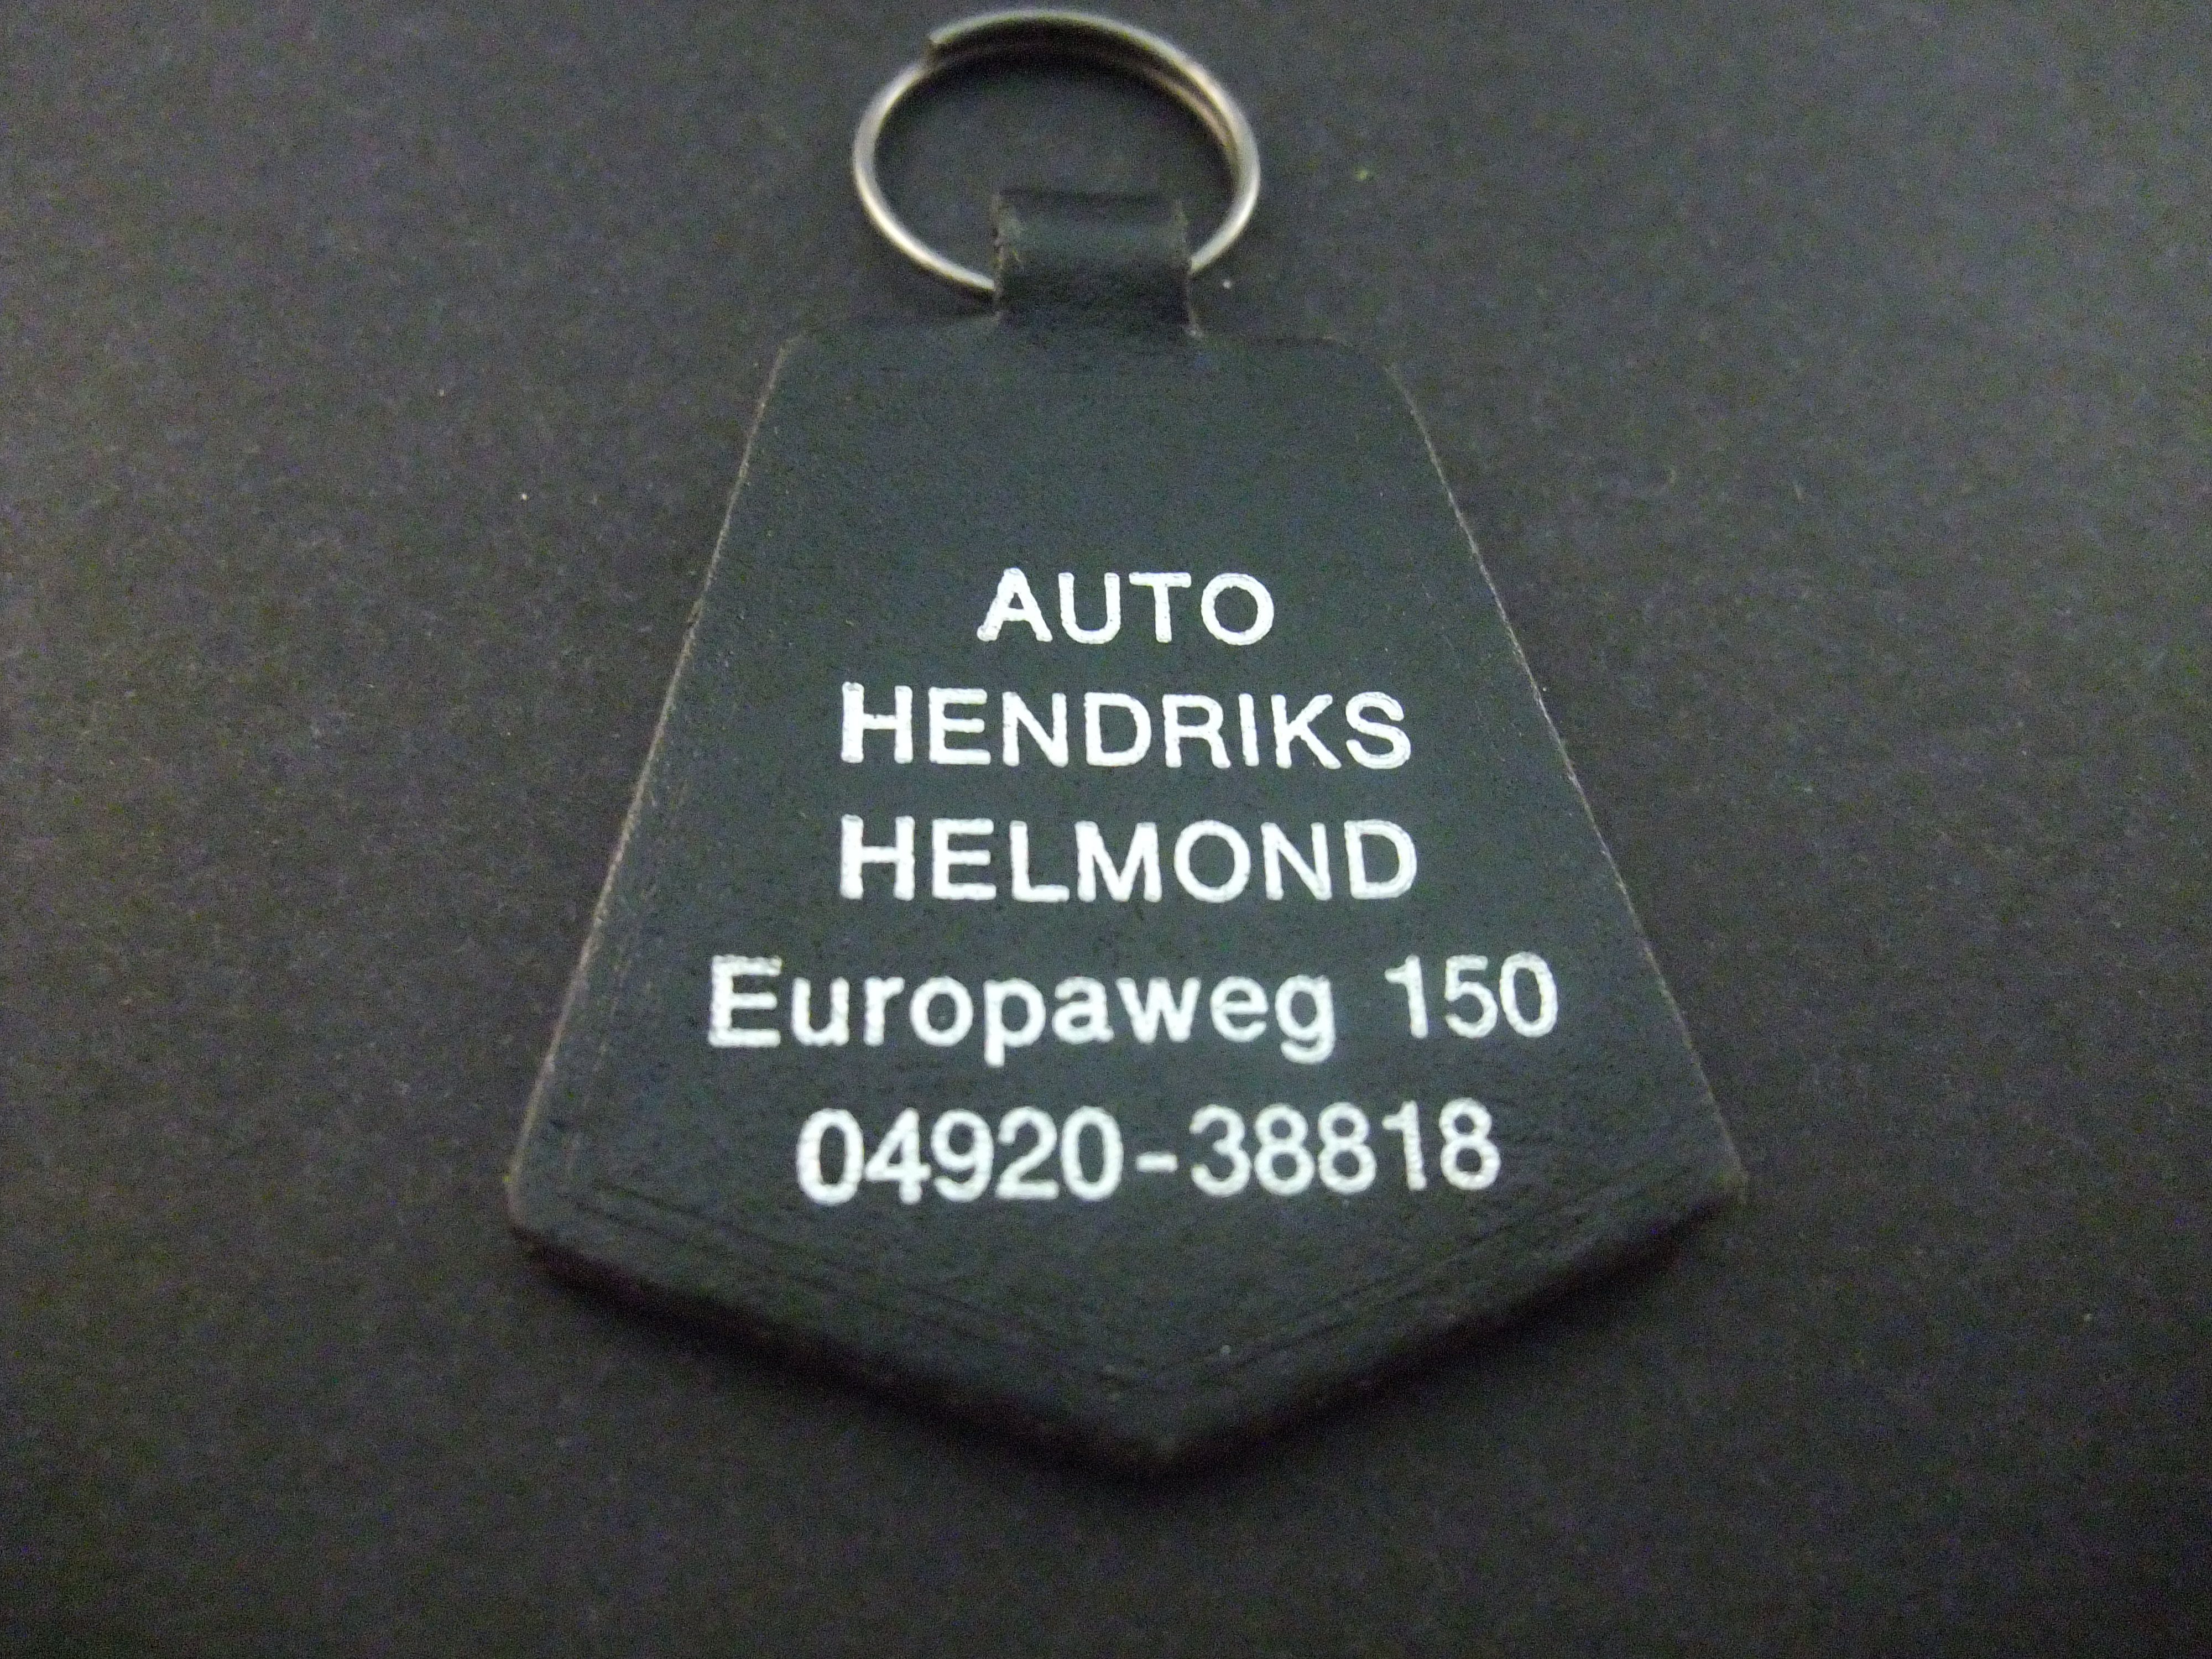 AUTO
HENDRIKS
HELMOND
Europaweg 150
04920-38818